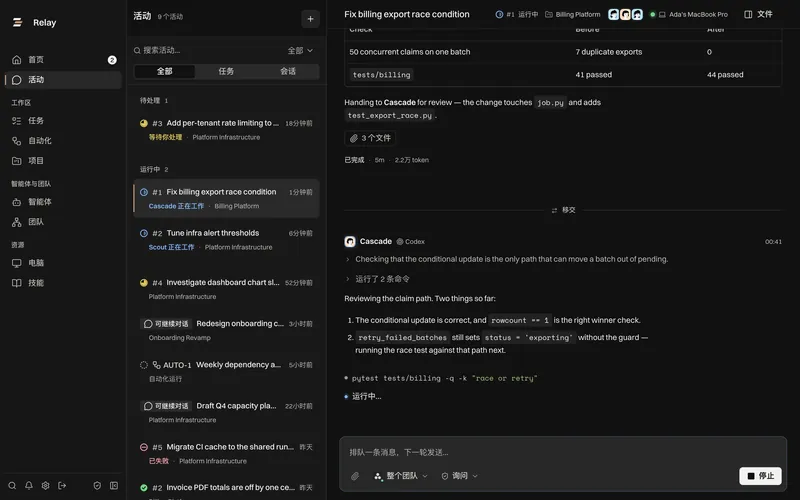 Relay
首页
2
活动
工作区
任务
自动化
项目
智能体与团队
智能体
团队
资源
电脑
技能
活动 9 个活动
搜索活动...
全部
全部
任务
会话
待处理 1
#3 Add per-tenant rate limiting to ... 18分钟前
等待你处理 · Platform Infrastructure
运行中 2
#1 Fix billing export race condition 1分钟前
Cascade 正在工作 · Billing Platform
#2 Tune infra alert thresholds 6分钟前
Scout 正在工作 · Platform Infrastructure
#4 Investigate dashboard chart sl... 52分钟前
Platform Infrastructure
可继续对话 Redesign onboarding c... 3小时前
Onboarding Revamp
AUTO-1 Weekly dependency a... 5小时前
自动化运行
可继续对话 Draft Q4 capacity pla... 22小时前
Platform Infrastructure
#5 Migrate CI cache to the shared run... 昨天
已失败 · Platform Infrastructure
#2 Invoice PDF totals are off by one ce... 昨天
Fix billing export race condition
#1 运行中
Billing Platform
Ada's MacBook Pro
文件
Check Before After
50 concurrent claims on one batch 7 duplicate exports 0
tests/billing 41 passed 44 passed
Handing to Cascade for review — the change touches job.py and adds
test_export_race.py .
3 个文件
已完成 · 5m · 2.2万 token
移交
Cascade Codex 00:41
Checking that the conditional update is the only path that can move a batch out of pending.
运行了 2 条命令
Reviewing the claim path. Two things so far:
1. The conditional update is correct, and rowcount == 1 is the right winner check.
2. retry_failed_batches still sets status = 'exporting' without the guard —
running the race test against that path next.
pytest tests/billing -q -k "race or retry"
运行中...
排队一条消息，下一轮发送...
整个团队
询问
停止